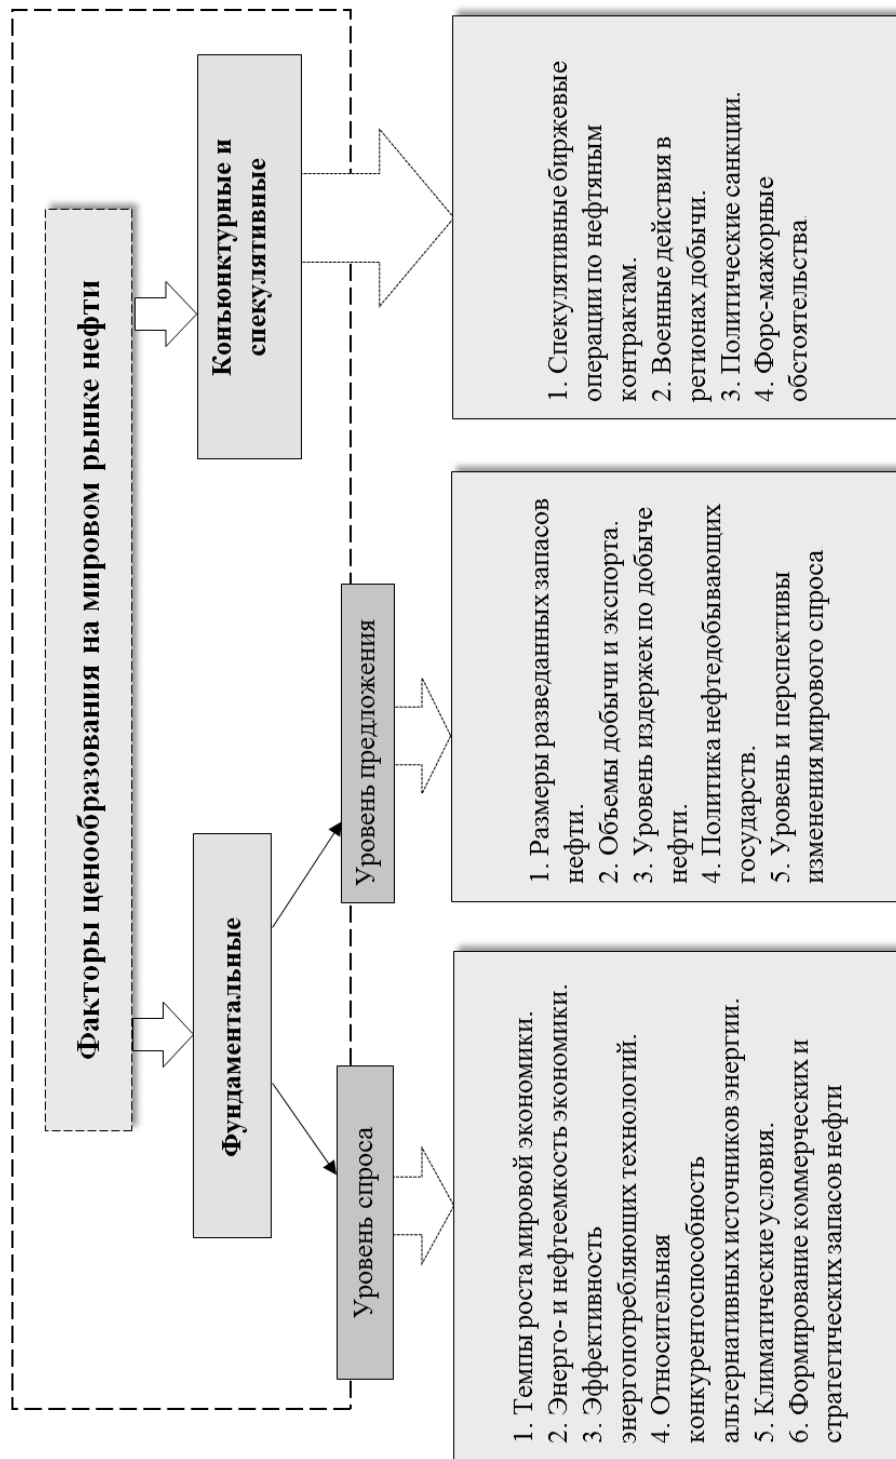 Факторы ценообразования на мировом рынке нефти
Фундаментальные
Конъюнктурные и
спекулятивные
Уровень спроса
Уровень предложения
1. Темпы роста мировой экономики.
2. Энерго- и нефтеемкость экономики.
3. Эффективность
энергопотребляющих технологий.
4. Относительная
конкурентоспособность
альтернативных источников энергии.
5. Климатические условия.
6. Формирование коммерческих и
стратегических запасов нефти
1. Размеры разведанных запасов
нефти.
2. Объемы добычи и экспорта.
3. Уровень издержек по добыче
нефти.
4. Политика нефтедобывающих
государств.
5. Уровень и перспективы
изменения мирового спроса
1. Спекулятивные биржевые
операции по нефтяным
контрактам.
2. Военные действия в
регионах добычи.
3. Политические санкции.
4. Форс-мажорные
обстоятельства.